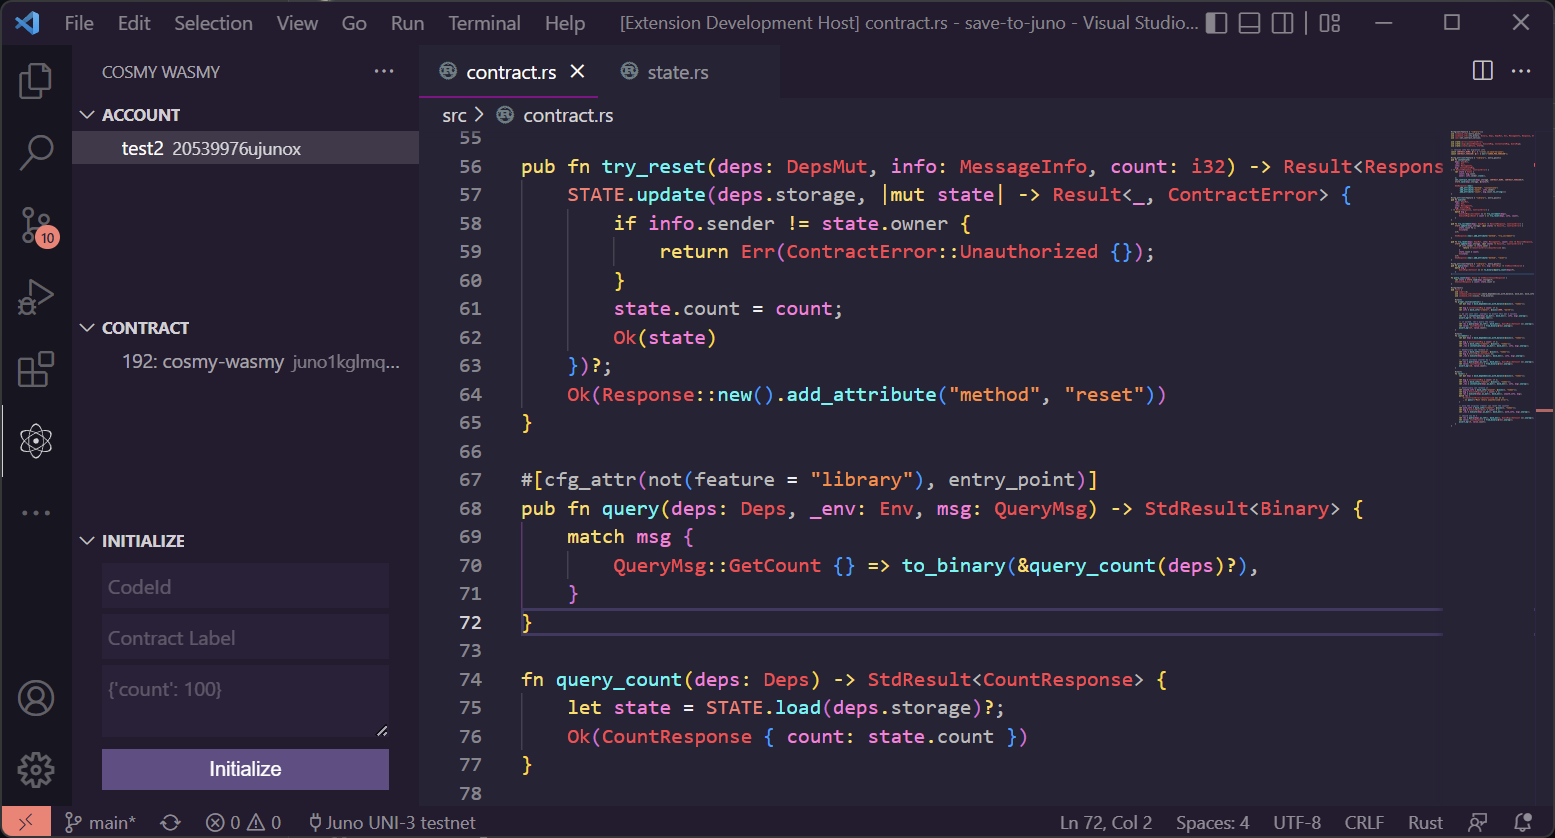 File Edit Selection View Go Run Terminal Help [Extension Development Host] contract.rs - save-to-juno - Visual Studio...
COSMY WASMY
ACCOUNT
test2 20539976ujunox
10
CONTRACT
192: cosmy-wasmy juno1kglmq...
INITIALIZE
CodeId
Contract Label
{'count': 100}
Initialize
contract.rs
state.rs
src > contract.rs
55
56 pub fn try_reset(deps: DepsMut, info: MessageInfo, count: i32) -> Result<Respons
57     STATE.update(deps.storage, |mut state| -> Result<_, ContractError> {
58         if info.sender != state.owner {
59             return Err(ContractError::Unauthorized {});
60         }
61         state.count = count;
62         Ok(state)
63     })?;
64     Ok(Response::new().add_attribute("method", "reset"))
65 }
66
67 #[cfg_attr(not(feature = "library"), entry_point)]
68 pub fn query(deps: Deps, _env: Env, msg: QueryMsg) -> StdResult<Binary> {
69     match msg {
70         QueryMsg::GetCount {} => to_binary(&query_count(deps)?),
71     }
72 }
73
74 fn query_count(deps: Deps) -> StdResult<CountResponse> {
75     let state = STATE.load(deps.storage)?;
76     Ok(CountResponse { count: state.count })
77 }
78
main* 0 0 Juno UNI-3 testnet Ln 72, Col 2 Spaces: 4 UTF-8 CRLF Rust